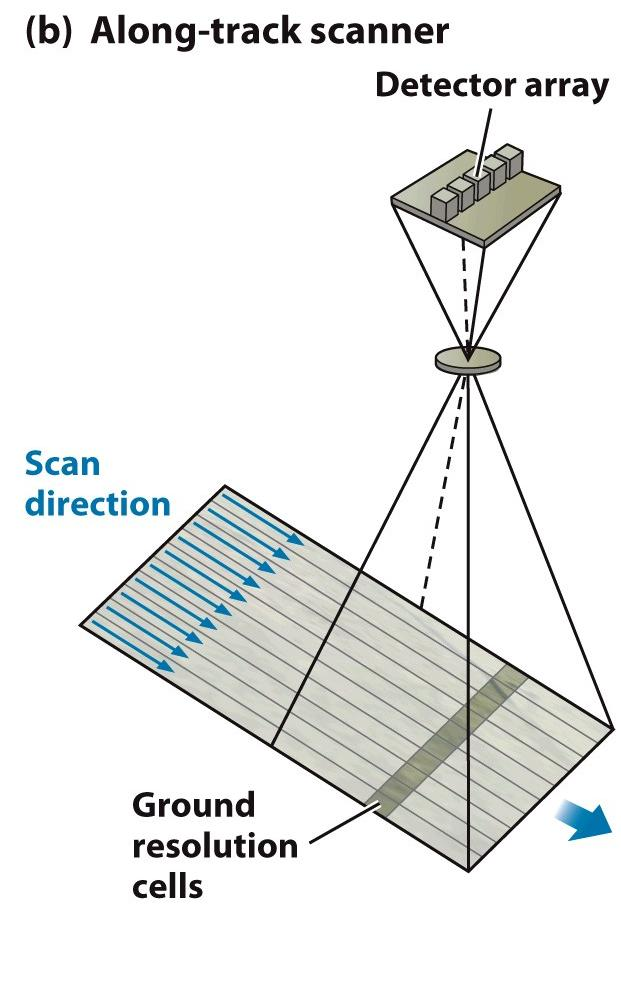 (b) Along-track scanner
Detector array
Scan
direction
Ground
resolution
cells